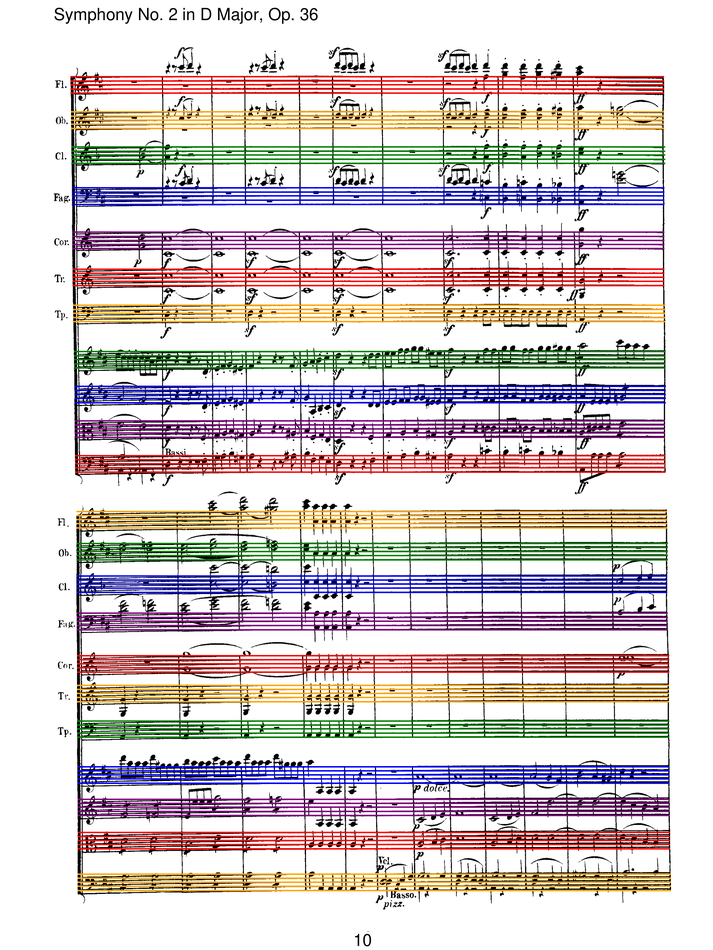 Symphony No. 2 in D Major, Op. 36
Fl.
Ob.
Cl.
Fag.
Cor.
Tr.
Tp.
Bassi.
Fl.
Ob.
Cl.
Fag.
Cor.
Tr.
Tp.
p dolce.
Vcl.
Basso.
pizz.
10